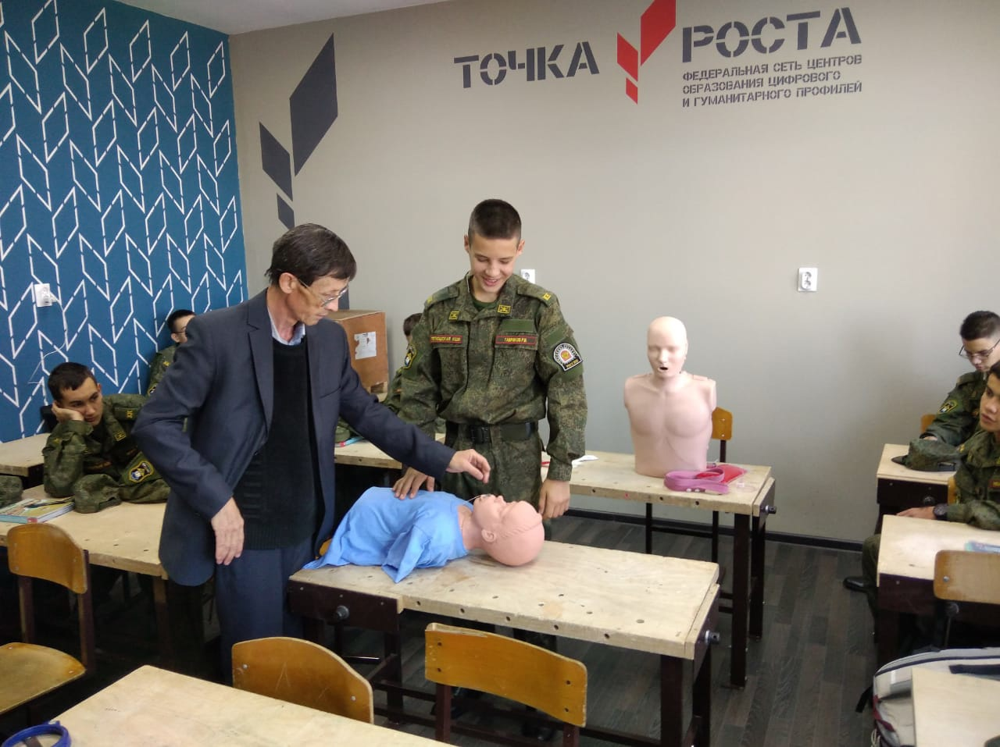 ТОЧКА РОСТА
ФЕДЕРАЛЬНАЯ СЕТЬ ЦЕНТРОВ
ОБРАЗОВАНИЯ ЦИФРОВОГО
И ГУМАНИТАРНОГО ПРОФИЛЕЙ